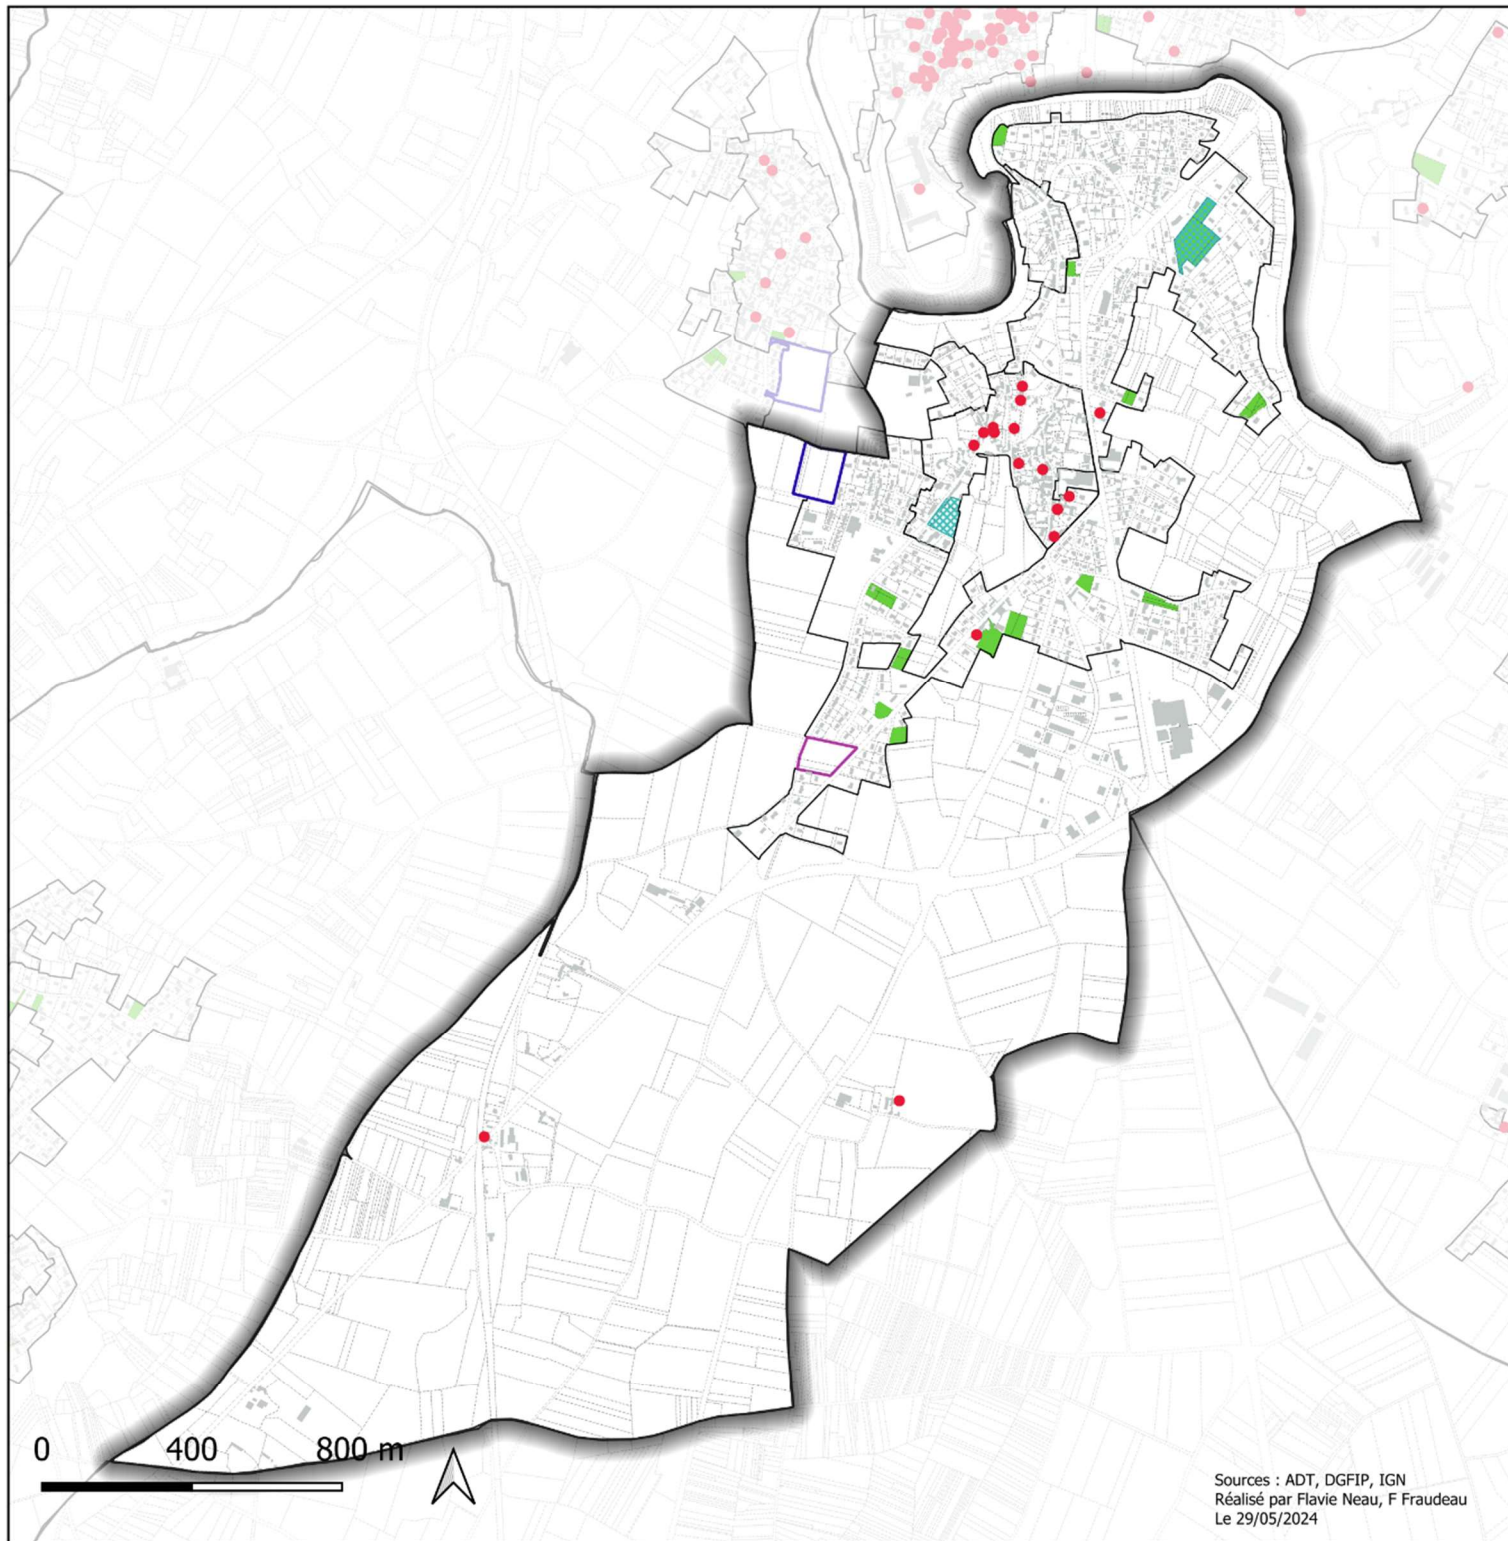 0 400 800 m
Sources : ADT, DGFIP, IGN
Réalisé par Flavie Neau, F Fraudeau
Le 29/05/2024